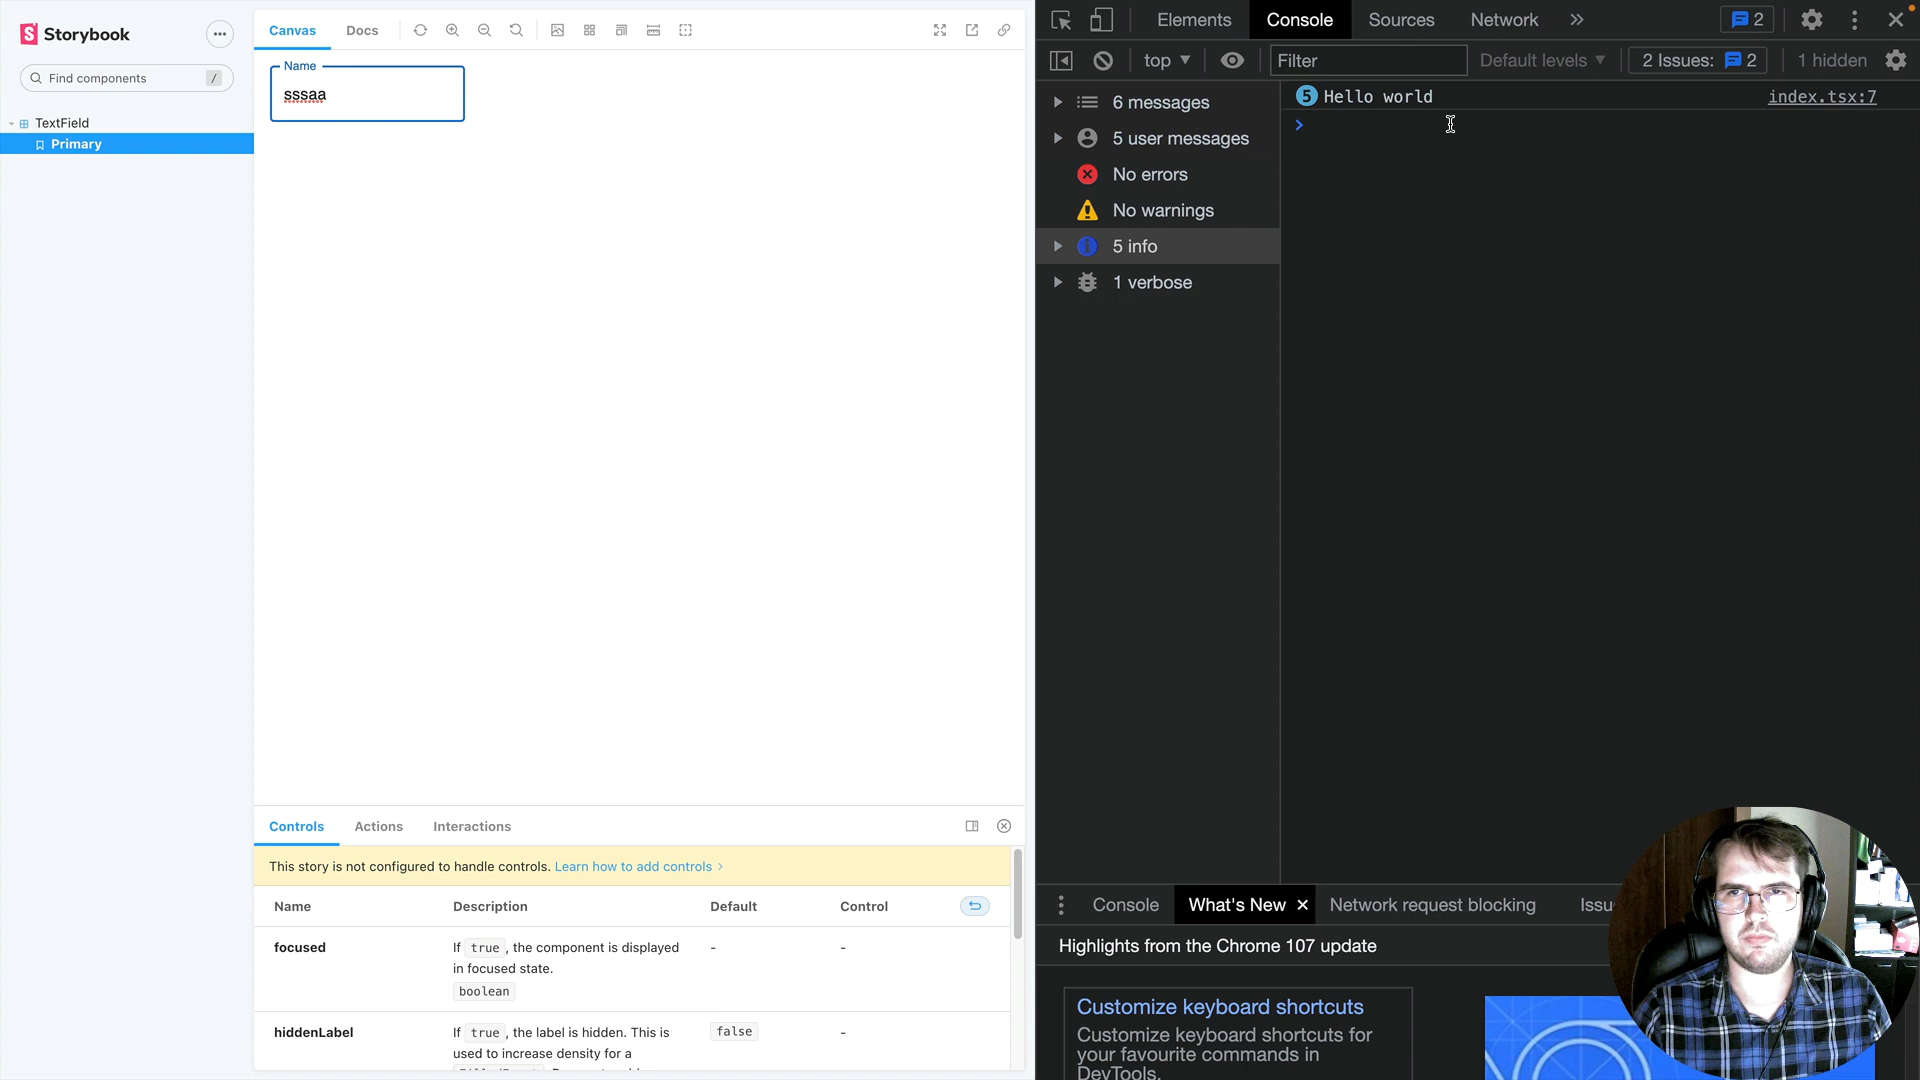 Storybook
Find components
/
TextField
Primary
Canvas
Docs
Name
sssaa
Controls
Actions
Interactions
This story is not configured to handle controls. Learn how to add controls
Name
Description
Default
Control
focused
If true, the component is displayed
in focused state.
boolean
-
-
hiddenLabel
If true, the label is hidden. This is
used to increase density for a
false
-
Elements
Console
Sources
Network
2
top
Filter
Default levels
2 Issues: 2
1 hidden
6 messages
5 user messages
No errors
No warnings
5 info
1 verbose
5 Hello world
index.tsx:7
Console
What's New
Network request blocking
Issu
Highlights from the Chrome 107 update
Customize keyboard shortcuts
Customize keyboard shortcuts for
your favourite commands in
DevTools.